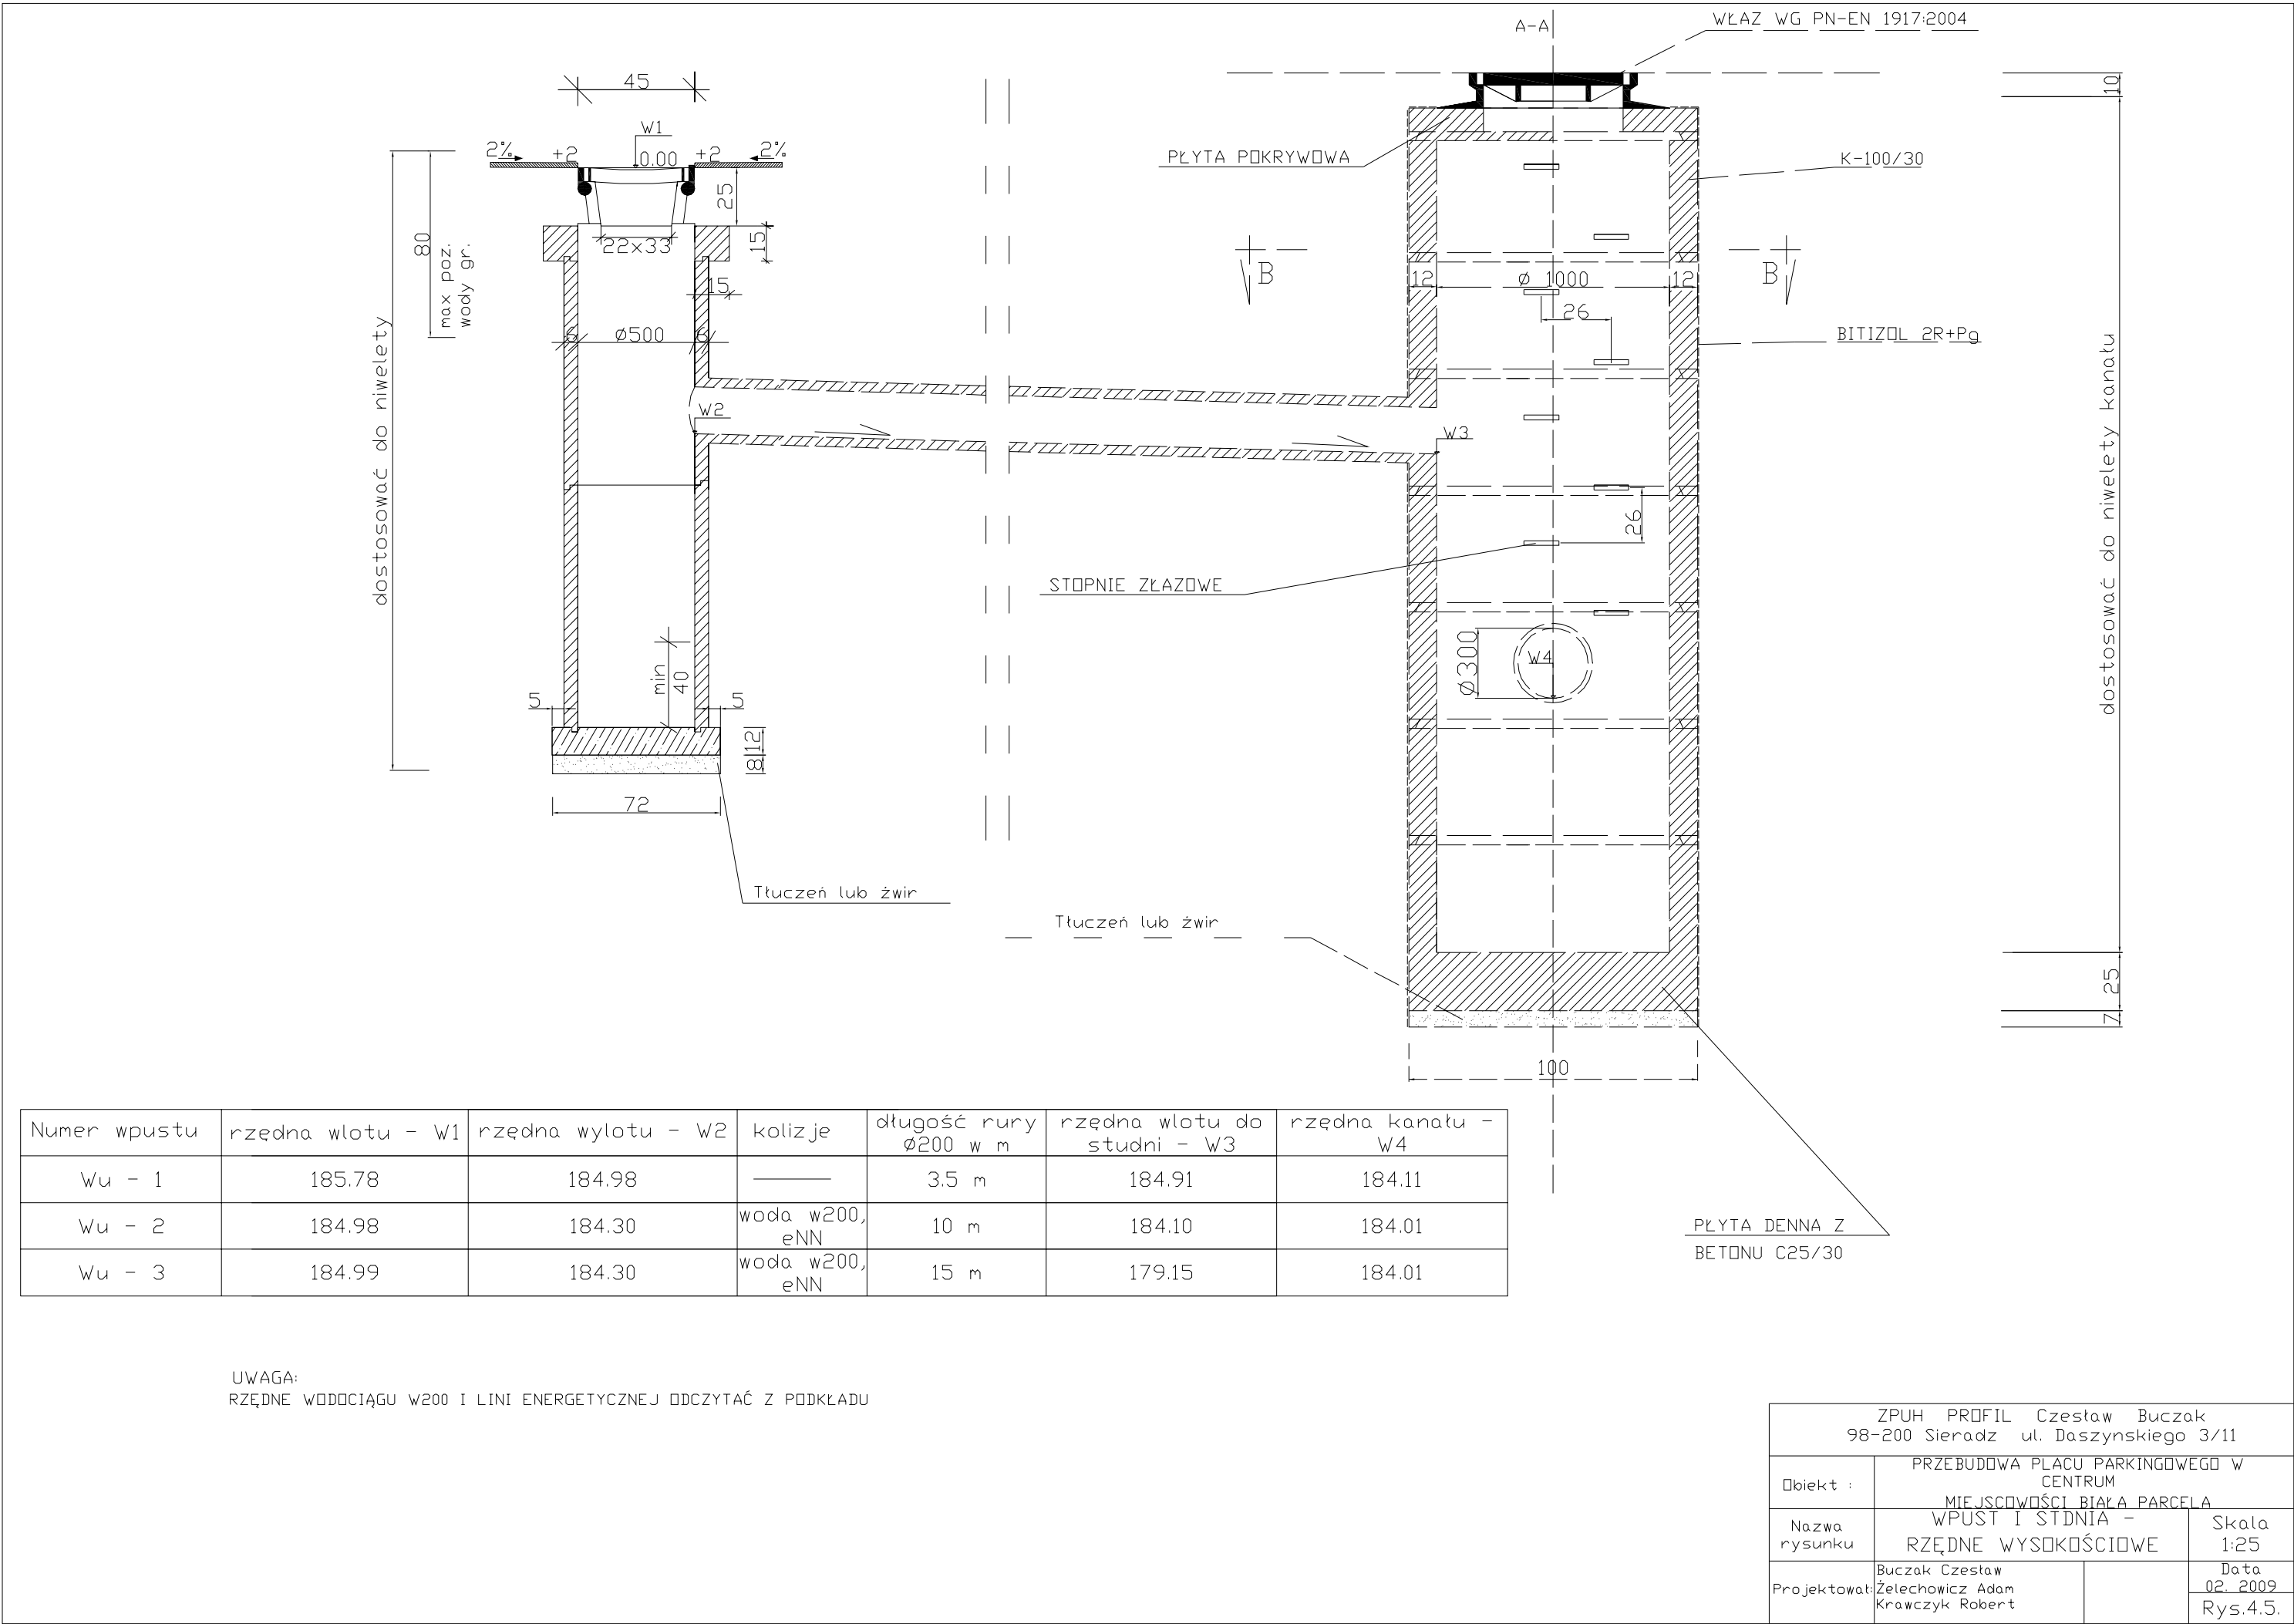 A-A
WŁAZ WG PN-EN 1917:2004
45
W1
2%
+2
0.00
+2
2%
25
15
22x33
15
80
max poz.
wody gr.
dostosować do niwelety
6
Ø500
6
W2
min
40
5
5
12
8
72
Tłuczeń lub żwir
PŁYTA POKRYWOWA
K-100/30
B
B
12
Ø 1000
12
26
BITIZOL 2R+Pg
W3
26
STOPNIE ZŁAZOWE
Ø300
W4
Tłuczeń lub żwir
100
10
dostosować do niwelety kanału
25
7
PŁYTA DENNA Z
BETONU C25/30
Numer wpustu
rzędna wlotu - W1
rzędna wylotu - W2
kolizje
długość rury
Ø200 w m
rzędna wlotu do
studni - W3
rzędna kanału -
W4
Wu - 1
185.78
184.98
3.5 m
184.91
184.11
Wu - 2
184.98
184.30
woda w200,
eNN
10 m
184.10
184.01
Wu - 3
184.99
184.30
woda w200,
eNN
15 m
179.15
184.01
UWAGA:
RZĘDNE WODOCIĄGU W200 I LINI ENERGETYCZNEJ ODCZYTAĆ Z PODKŁADU
ZPUH PROFIL Czesław Buczak
98-200 Sieradz ul. Daszynskiego 3/11
Obiekt :
PRZEBUDOWA PLACU PARKINGOWEGO W
CENTRUM
MIEJSCOWOŚCI BIAŁA PARCELA
Nazwa
rysunku
WPUST I STDNIA -
RZĘDNE WYSOKOŚCIOWE
Skala
1:25
Projektował:
Buczak Czesław
Żelechowicz Adam
Krawczyk Robert
Data
02. 2009
Rys.4.5.